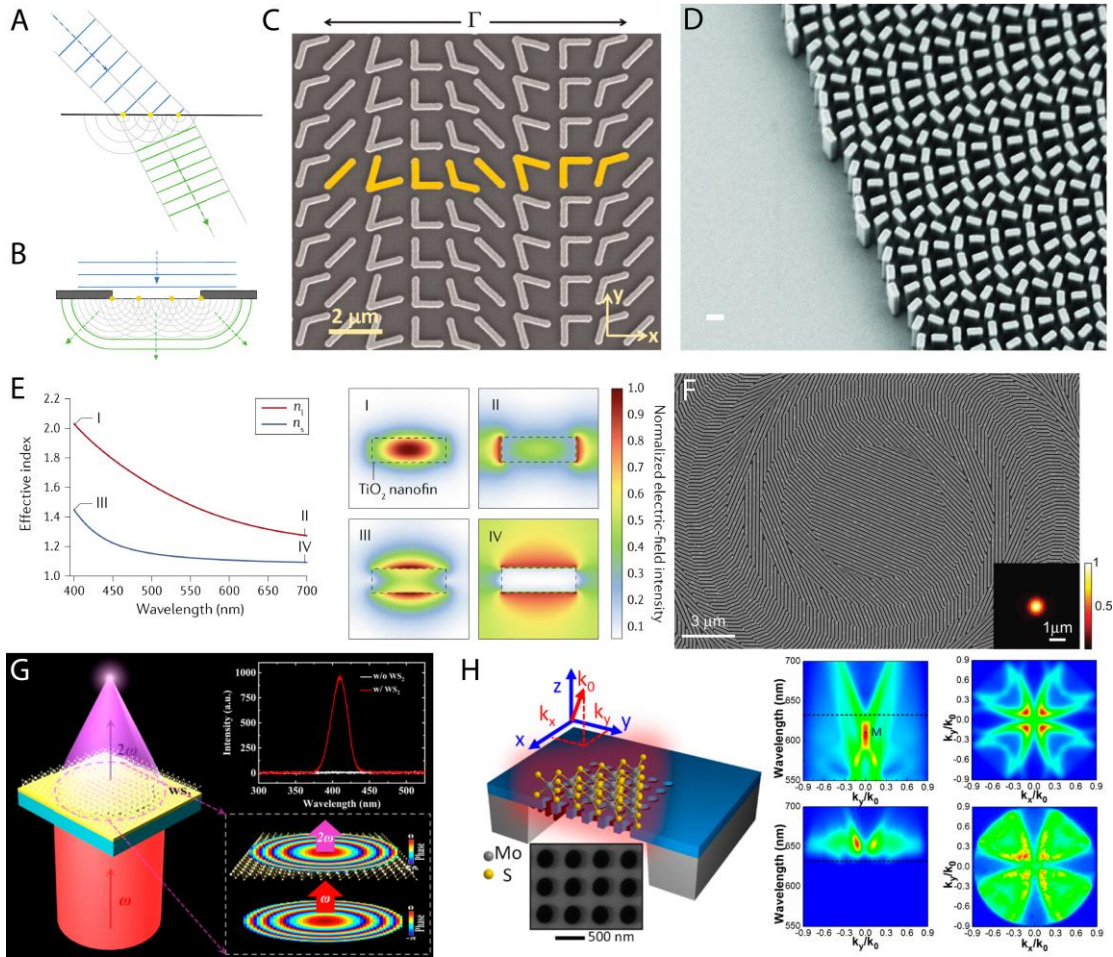 A
B
C
Γ
2 μm
y
x
D
E
Effective index
2.2
2.0
1.8
1.6
1.4
1.2
1.0
I
III
II
IV
n_l
n_s
400 450 500 550 600 650 700
Wavelength (nm)
I
TiO₂ nanofin
II
III
IV
1.0
0.9
0.8
0.7
0.6
0.5
0.4
0.3
0.2
0.1
Normalized electric-field intensity
F
3 μm
1
0.5
1μm
G
2ω
WS₂
ω
Intensity (a.u.)
1000
750
500
250
0
w/o WS₂
w/ WS₂
300 400 500
Wavelength (nm)
2ω
Phase
ω
Phase
H
z
k₀
kₓ
k_y
x
y
Mo
S
500 nm
Wavelength (nm)
700
650
600
550
M
-0.9 -0.6 -0.3 0.0 0.3 0.6 0.9
k_y/k₀
k_y/k₀
0.9
0.6
0.3
0.0
-0.3
-0.6
-0.9
-0.9 -0.6 -0.3 0.0 0.3 0.6 0.9
kₓ/k₀
Wavelength (nm)
700
650
600
550
-0.9 -0.6 -0.3 0.0 0.3 0.6 0.9
k_y/k₀
k_y/k₀
0.9
0.6
0.3
0.0
-0.3
-0.6
-0.9
-0.9 -0.6 -0.3 0.0 0.3 0.6 0.9
kₓ/k₀